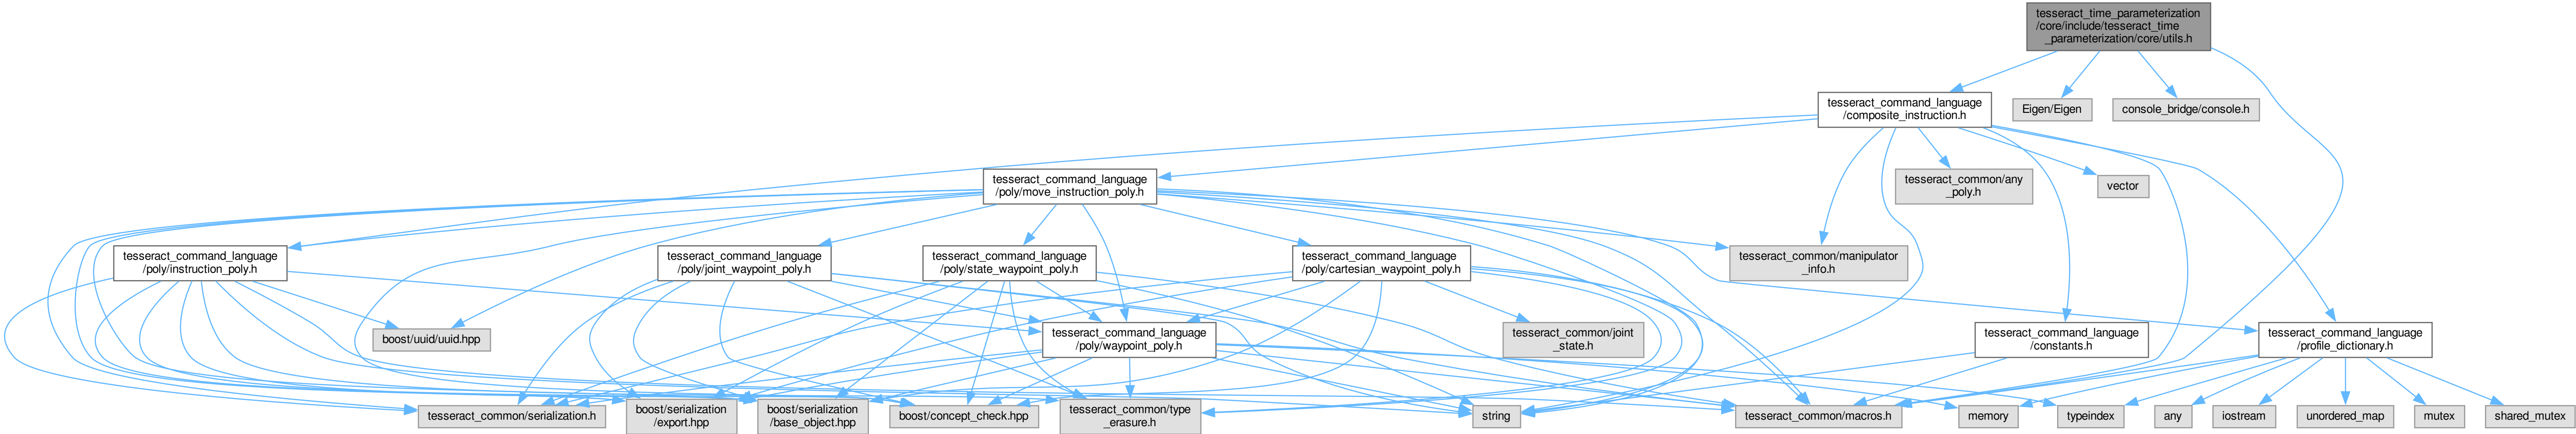 tesseract_time_parameterization
/core/include/tesseract_time
_parameterization/core/utils.h
tesseract_command_language
/composite_instruction.h
Eigen/Eigen
console_bridge/console.h
tesseract_command_language
/poly/move_instruction_poly.h
tesseract_common/any
_poly.h
vector
tesseract_command_language
/poly/instruction_poly.h
tesseract_command_language
/poly/joint_waypoint_poly.h
tesseract_command_language
/poly/state_waypoint_poly.h
tesseract_command_language
/poly/cartesian_waypoint_poly.h
tesseract_common/manipulator
_info.h
boost/uuid/uuid.hpp
tesseract_command_language
/poly/waypoint_poly.h
tesseract_common/joint
_state.h
tesseract_command_language
/constants.h
tesseract_command_language
/profile_dictionary.h
tesseract_common/serialization.h
boost/serialization
/export.hpp
boost/serialization
/base_object.hpp
boost/concept_check.hpp
tesseract_common/type
_erasure.h
string
tesseract_common/macros.h
memory
typeindex
any
iostream
unordered_map
mutex
shared_mutex